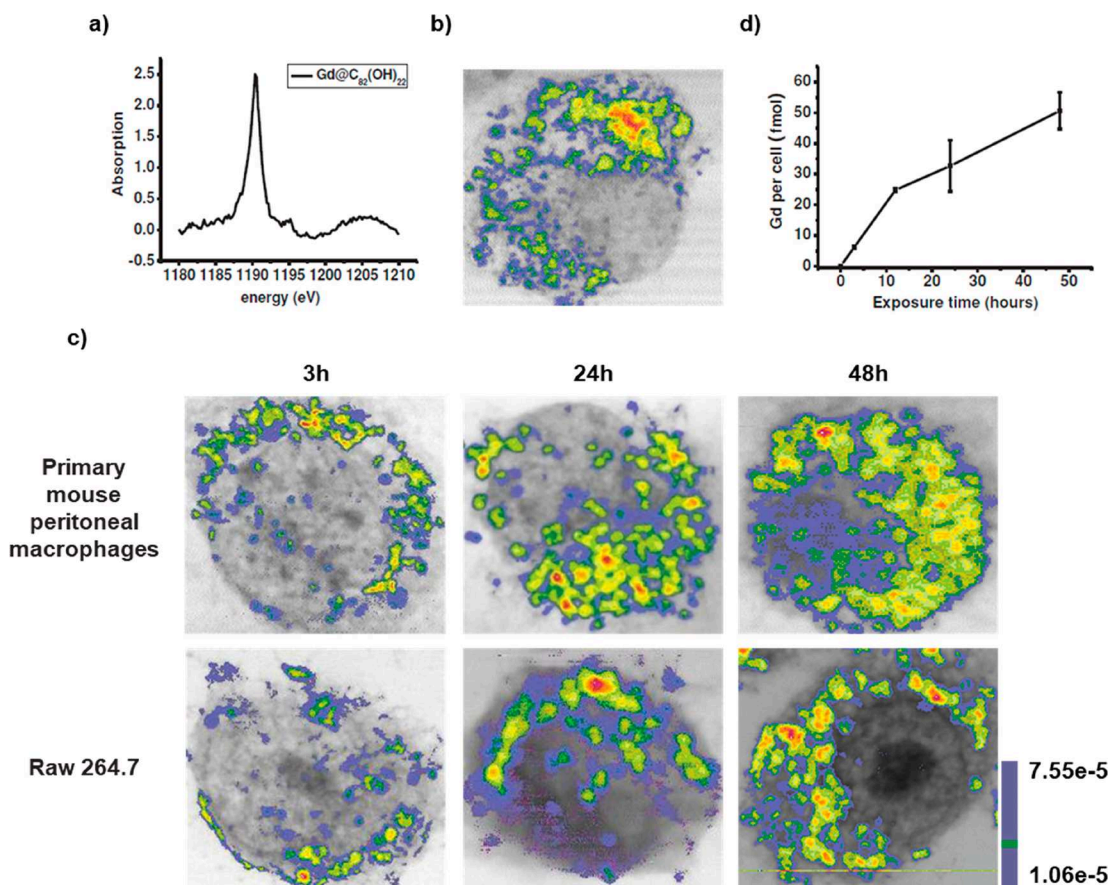 a)
b)
d)
2.5
2.0
1.5
1.0
0.5
0.0
-0.5
Absorption
Gd@C₈₂(OH)₂₂
1180 1185 1190 1195 1200 1205 1210
energy (eV)
60
50
40
30
20
10
0
Gd per cell (fmol)
0 10 20 30 40 50
Exposure time (hours)
c)
3h 24h 48h
Primary
mouse
peritoneal
macrophages
Raw 264.7
7.55e-5
1.06e-5